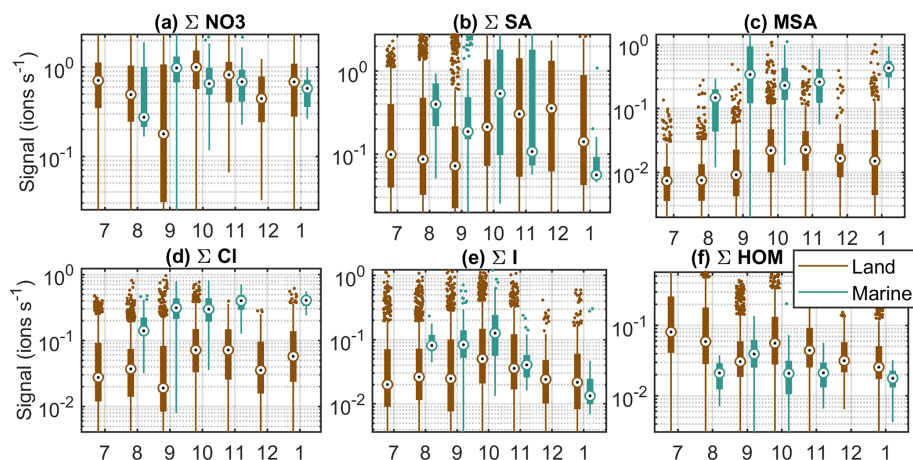 (a) Σ NO3 (b) Σ SA (c) MSA
Signal (ions s⁻¹)
10⁰ 10⁻¹
10⁰ 10⁻¹
10⁰ 10⁻¹ 10⁻²
7 8 9 10 11 12 1
7 8 9 10 11 12 1
7 8 9 10 11 12 1
(d) Σ Cl (e) Σ I (f) Σ HOM
Land
Marine
Signal (ions s⁻¹)
10⁰ 10⁻¹ 10⁻²
10⁰ 10⁻¹ 10⁻²
10⁻¹ 10⁻²
7 8 9 10 11 12 1
7 8 9 10 11 12 1
7 8 9 10 11 12 1